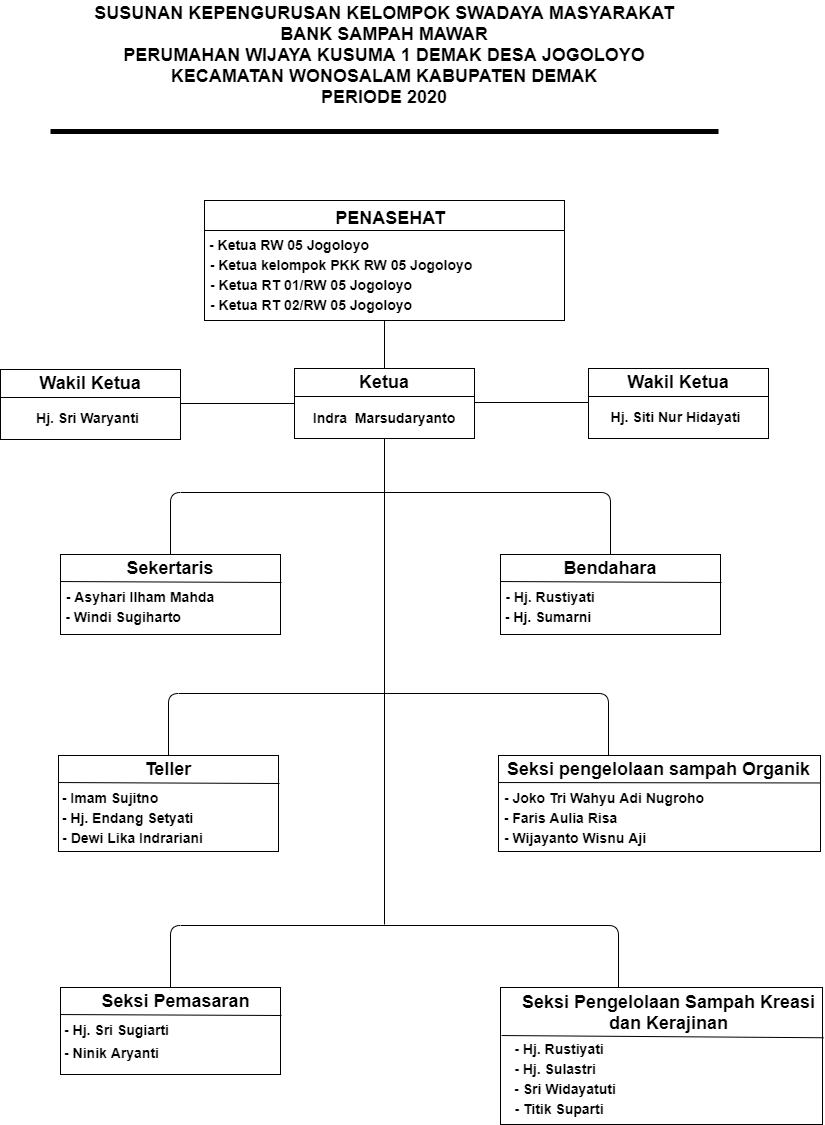 SUSUNAN KEPENGURUSAN KELOMPOK SWADAYA MASYARAKAT
BANK SAMPAH MAWAR
PERUMAHAN WIJAYA KUSUMA 1 DEMAK DESA JOGOLOYO
KECAMATAN WONOSALAM KABUPATEN DEMAK
PERIODE 2020
PENASEHAT
- Ketua RW 05 Jogoloyo
- Ketua kelompok PKK RW 05 Jogoloyo
- Ketua RT 01/RW 05 Jogoloyo
- Ketua RT 02/RW 05 Jogoloyo
Wakil Ketua
Hj. Sri Waryanti
Ketua
Indra Marsudaryanto
Wakil Ketua
Hj. Siti Nur Hidayati
Sekertaris
- Asyhari Ilham Mahda
- Windi Sugiharto
Bendahara
- Hj. Rustiyati
- Hj. Sumarni
Teller
- Imam Sujitno
- Hj. Endang Setyati
- Dewi Lika Indrariani
Seksi pengelolaan sampah Organik
- Joko Tri Wahyu Adi Nugroho
- Faris Aulia Risa
- Wijayanto Wisnu Aji
Seksi Pemasaran
- Hj. Sri Sugiarti
- Ninik Aryanti
Seksi Pengelolaan Sampah Kreasi
dan Kerajinan
- Hj. Rustiyati
- Hj. Sulastri
- Sri Widayatuti
- Titik Suparti